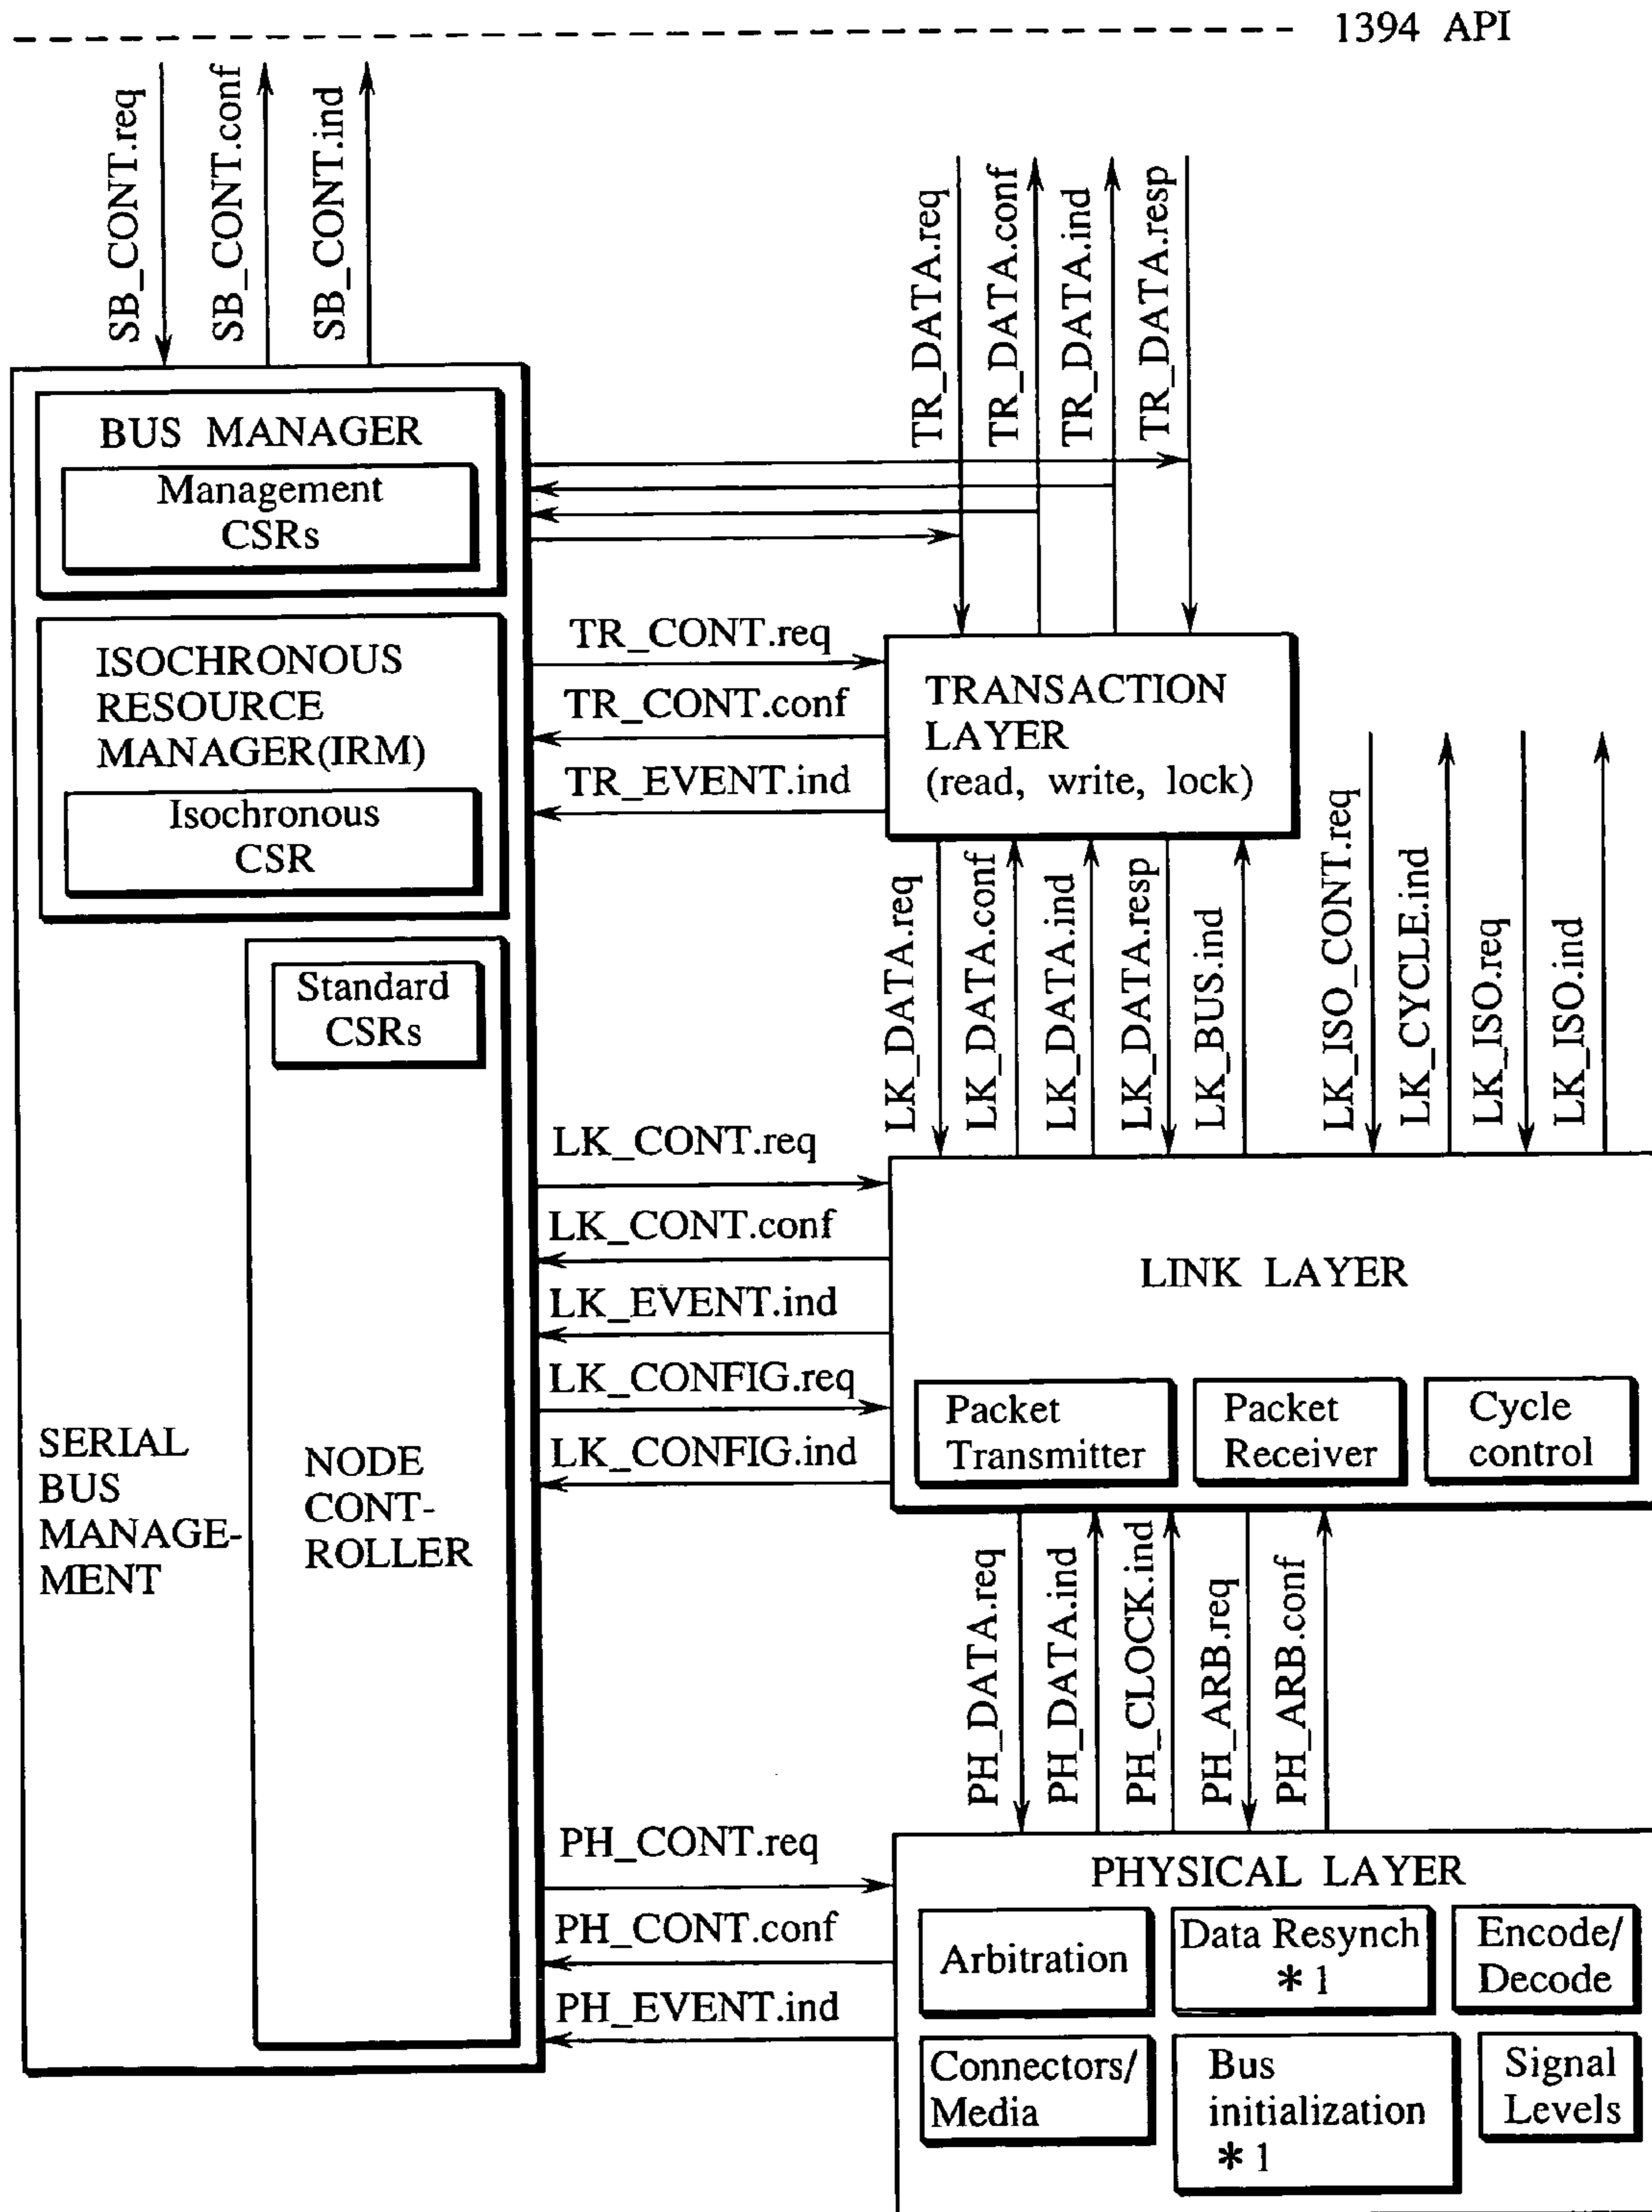 1394 API
SB_CONT.req
SB_CONT.conf
SB_CONT.ind
TR_DATA.req
TR_DATA.conf
TR_DATA.ind
TR_DATA.resp
BUS MANAGER
Management
CSRs
ISOCHRONOUS
RESOURCE
MANAGER(IRM)
Isochronous
CSR
TR_CONT.req
TR_CONT.conf
TR_EVENT.ind
TRANSACTION
LAYER
(read, write, lock)
LK_DATA.req
LK_DATA.conf
LK_DATA.ind
LK_DATA.resp
LK_BUS.ind
LK_ISO_CONT.req
LK_CYCLE.ind
LK_ISO.req
LK_ISO.ind
Standard
CSRs
SERIAL
BUS
MANAGE-
MENT
NODE
CONT-
ROLLER
LK_CONT.req
LK_CONT.conf
LK_EVENT.ind
LK_CONFIG.req
LK_CONFIG.ind
LINK LAYER
Packet
Transmitter
Packet
Receiver
Cycle
control
PH_DATA.req
PH_DATA.ind
PH_CLOCK.ind
PH_ARB.req
PH_ARB.conf
PH_CONT.req
PH_CONT.conf
PH_EVENT.ind
PHYSICAL LAYER
Arbitration
Data Resynch
* 1
Encode/
Decode
Connectors/
Media
Bus
initialization
* 1
Signal
Levels